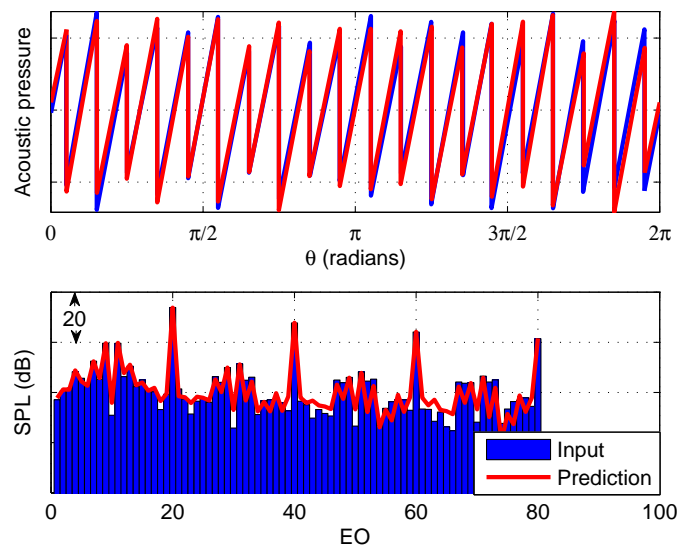 Acoustic pressure
0 π/2 π 3π/2 2π
θ (radians)
20
SPL (dB)
0 20 40 60 80 100
EO
Input
Prediction